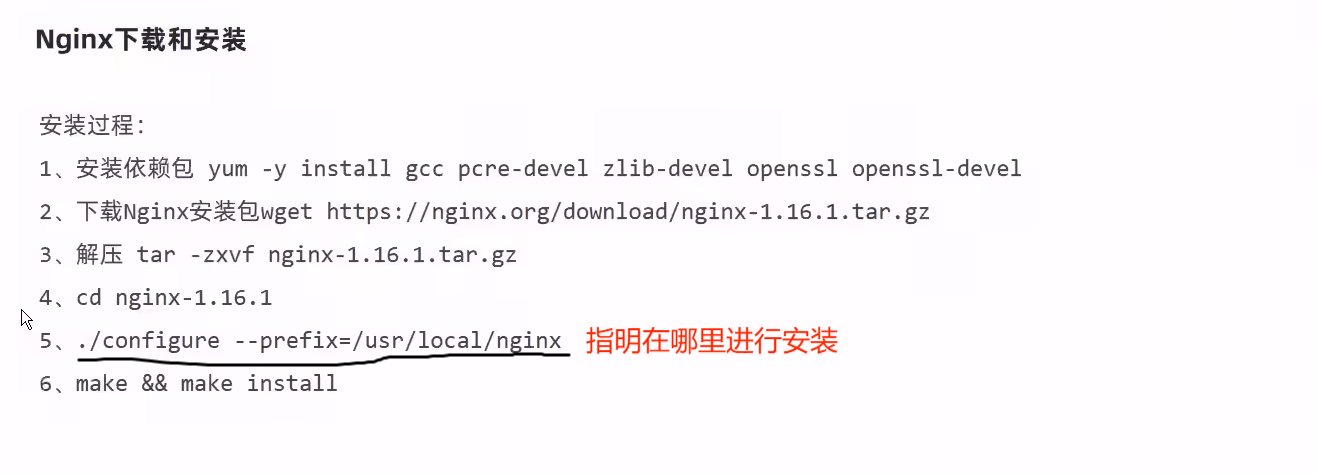 Nginx下载和安装
安装过程：
1、安装依赖包 yum -y install gcc pcre-devel zlib-devel openssl openssl-devel
2、下载Nginx安装包wget https://nginx.org/download/nginx-1.16.1.tar.gz
3、解压 tar -zxvf nginx-1.16.1.tar.gz
4、cd nginx-1.16.1
5、./configure --prefix=/usr/local/nginx 指明在哪里进行安装
6、make && make install